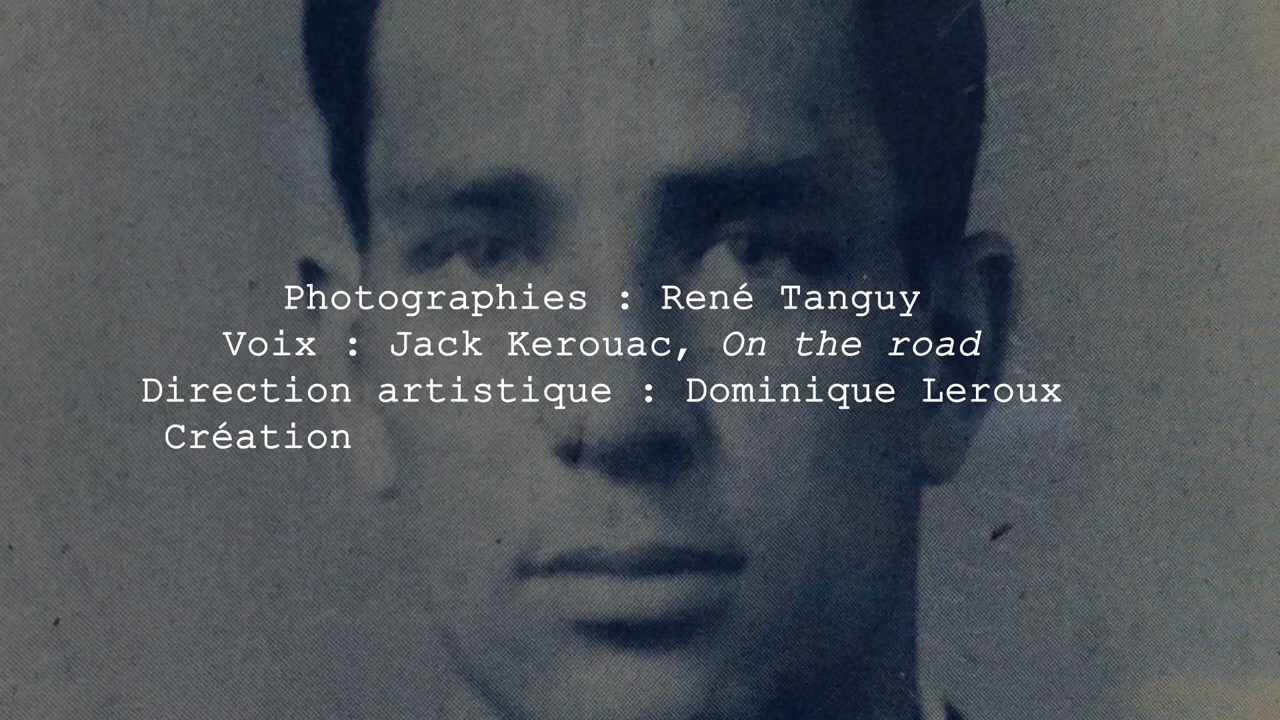 Photographies : René Tanguy
Voix : Jack Kerouac, On the road
Direction artistique : Dominique Leroux
Création